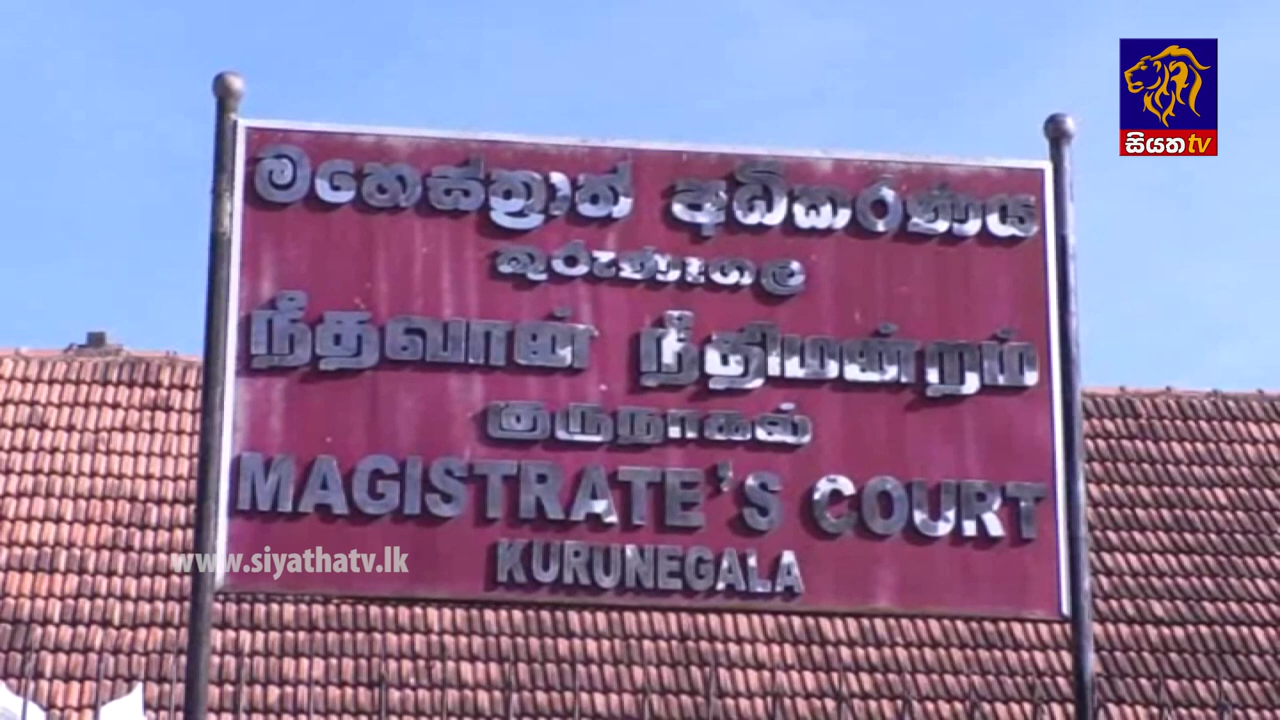 සියත tv
මහෙස්ත්‍රාත් අධිකරණය
කුරුණෑගල
நீதவான் நீதிமன்றம்
குருநாகல்
MAGISTRATE'S COURT
KURUNEGALA
www.siyathatv.lk